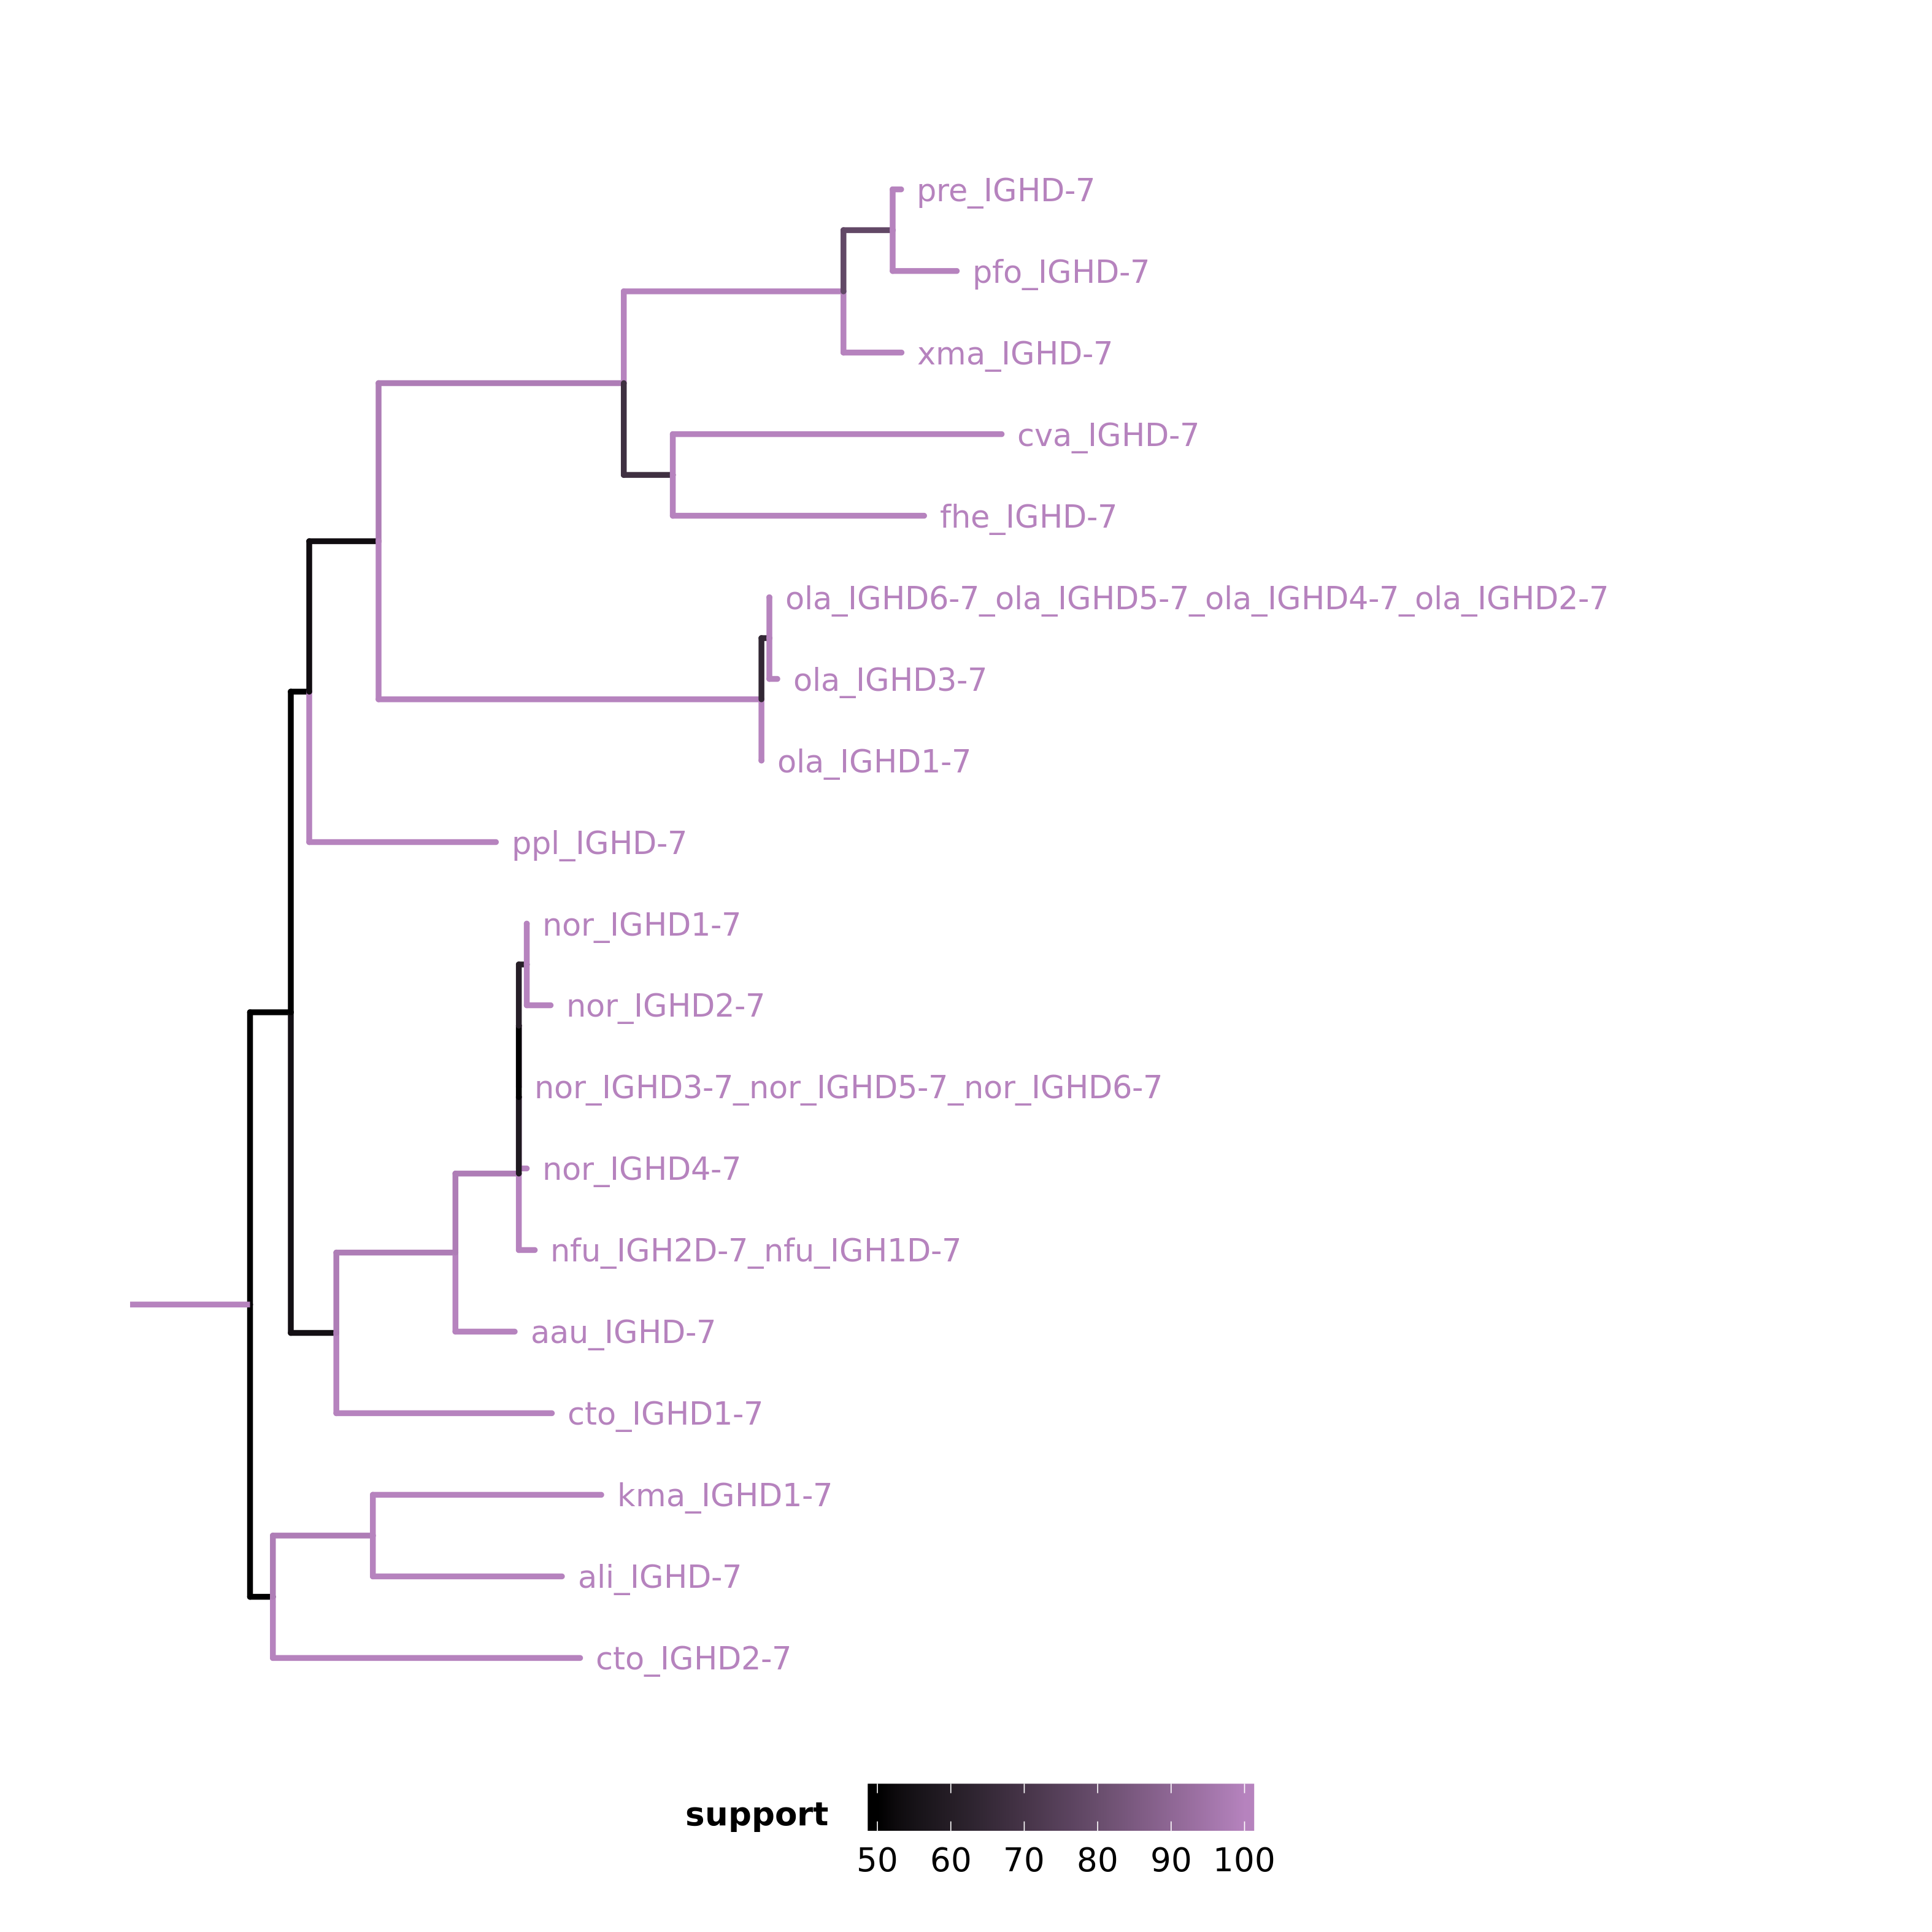 pre_IGHD-7
pfo_IGHD-7
xma_IGHD-7
cva_IGHD-7
fhe_IGHD-7
ola_IGHD6-7_ola_IGHD5-7_ola_IGHD4-7_ola_IGHD2-7
ola_IGHD3-7
ola_IGHD1-7
ppl_IGHD-7
nor_IGHD1-7
nor_IGHD2-7
nor_IGHD3-7_nor_IGHD5-7_nor_IGHD6-7
nor_IGHD4-7
nfu_IGH2D-7_nfu_IGH1D-7
aau_IGHD-7
cto_IGHD1-7
kma_IGHD1-7
ali_IGHD-7
cto_IGHD2-7
support
50 60 70 80 90 100